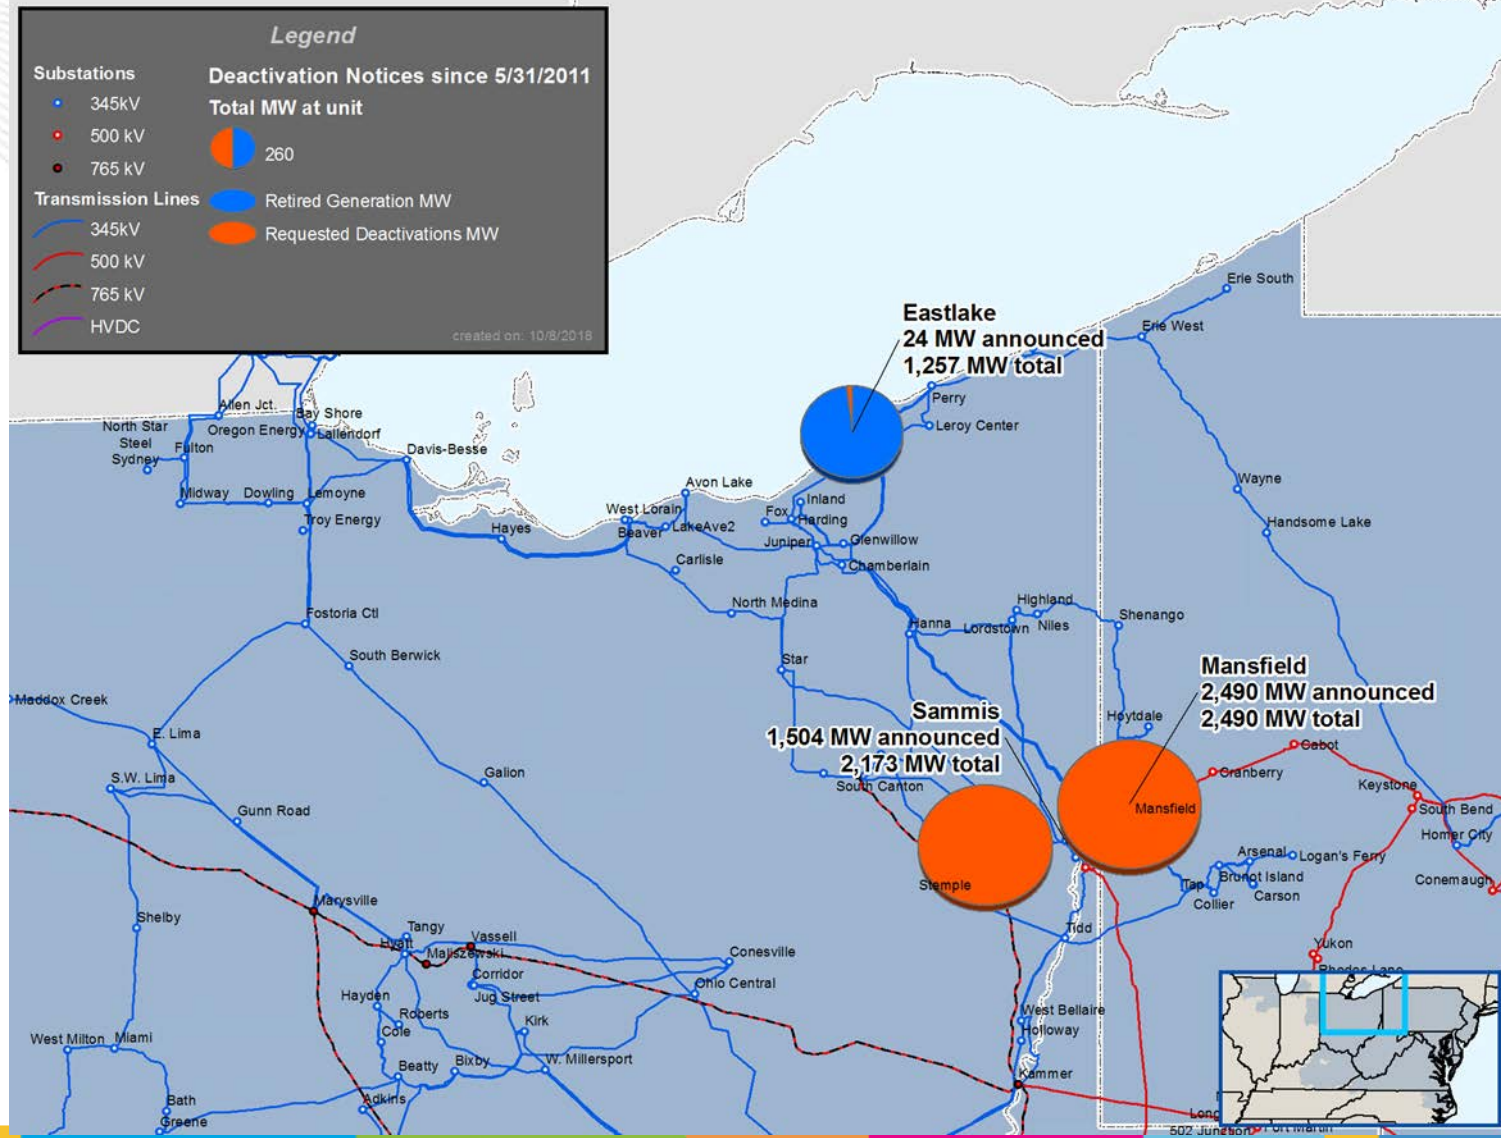 Legend
Substations
345kV
500 kV
765 kV
Transmission Lines
345kV
500 kV
765 kV
HVDC
Deactivation Notices since 5/31/2011
Total MW at unit
260
Retired Generation MW
Requested Deactivations MW
created on: 10/8/2018
Erie South
Erie West
Eastlake
24 MW announced
1,257 MW total
Perry
Leroy Center
Allen Jct.
Bay Shore
North Star
Steel
Oregon Energy
Lallendorf
Sydney
Fulton
Davis-Besse
Midway
Dowling
Lemoyne
Troy Energy
Hayes
Avon Lake
West Lorain
Beaver
LakeAve2
Carlisle
Inland
Fox
Harding
Juniper
Glenwillow
Chamberlain
Wayne
Handsome Lake
North Medina
Highland
Hanna
Lordstown
Niles
Shenango
Fostoria Ctl
South Berwick
Star
Maddox Creek
E. Lima
S.W. Lima
Gunn Road
Galion
Mansfield
2,490 MW announced
2,490 MW total
Sammis
1,504 MW announced
2,173 MW total
Hoytdale
Cabot
Cranberry
South Canton
Mansfield
Keystone
South Bend
Homer City
Arsenal
Logan's Ferry
Brunot Island
Carson
Tap
Collier
Conemaugh
Stemple
Marysville
Shelby
Tangy
Hyatt
Vassell
Maliszewski
Corridor
Jug Street
Conesville
Ohio Central
Tidd
Yukon
Rhodes Lane
Hayden
Roberts
Cole
Kirk
West Bellaire
Holloway
West Milton
Miami
Beatty
Bixby
W. Millersport
Kammer
Bath
Greene
Adkins
Long
502 Junction
Fort Martin